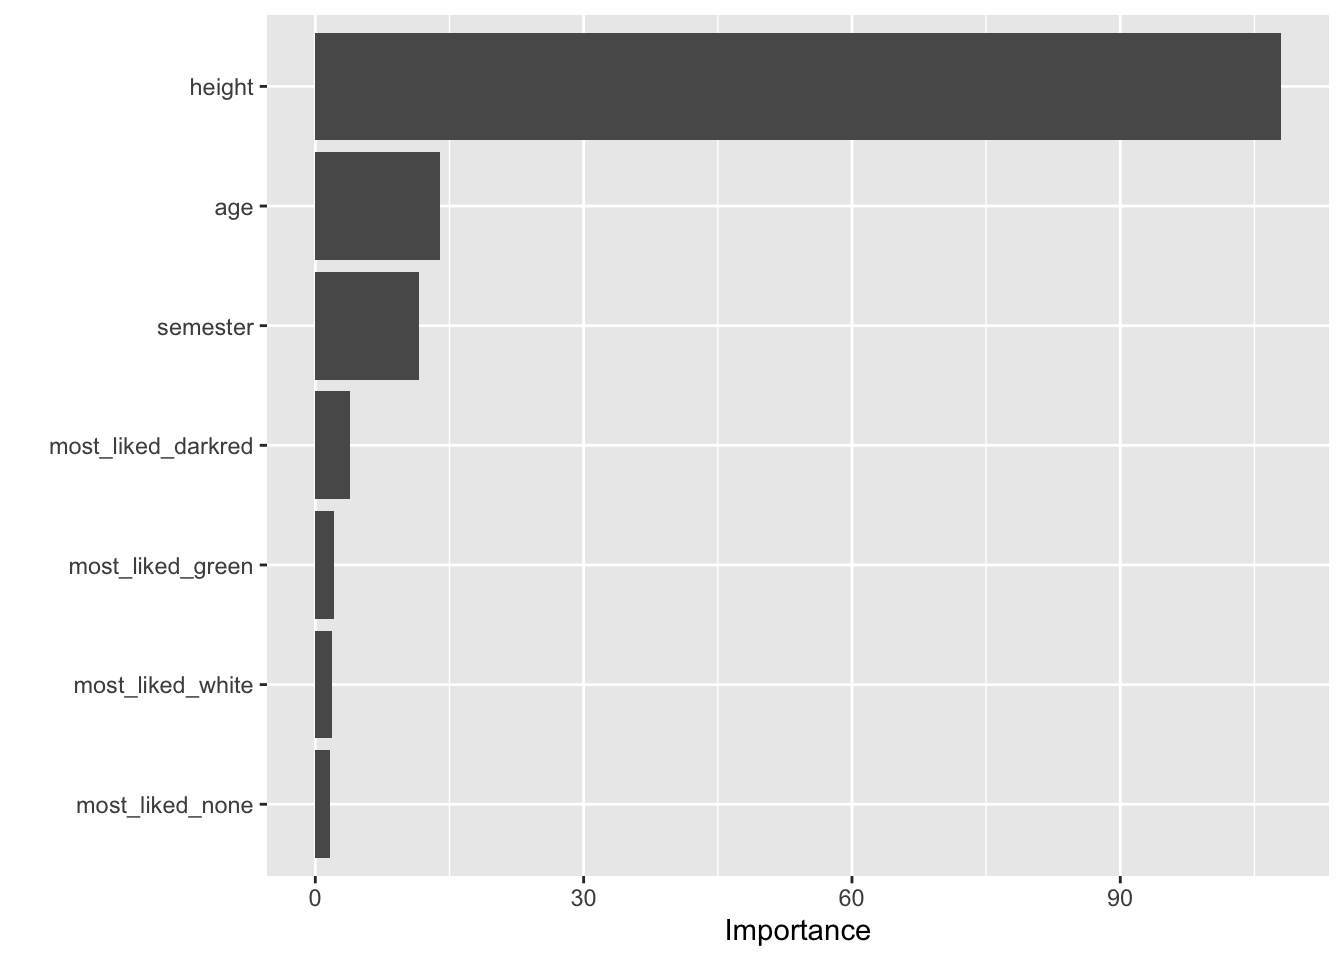 height
age
semester
most_liked_darkred
most_liked_green
most_liked_white
most_liked_none
0 30 60 90
Importance